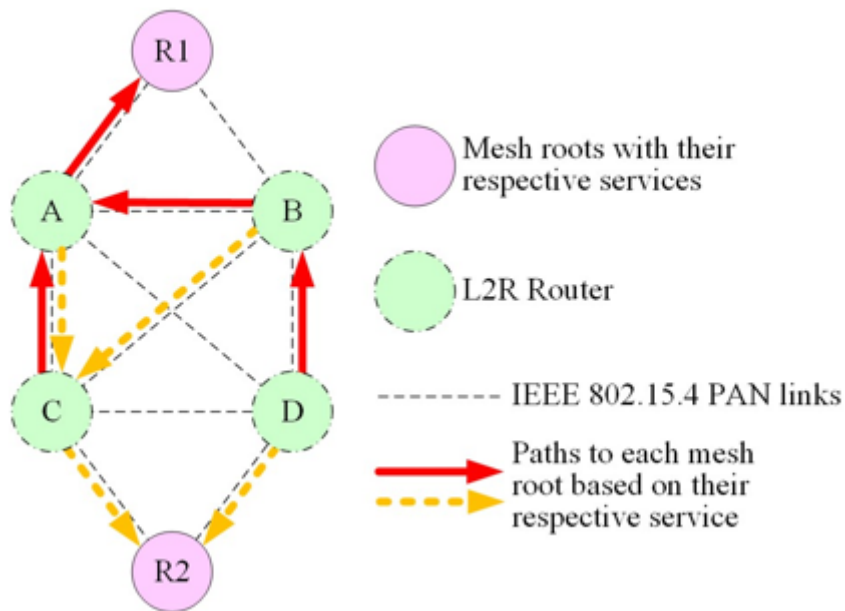 R1
Mesh roots with their
respective services
A
B
L2R Router
C
D
IEEE 802.15.4 PAN links
Paths to each mesh
root based on their
respective service
R2